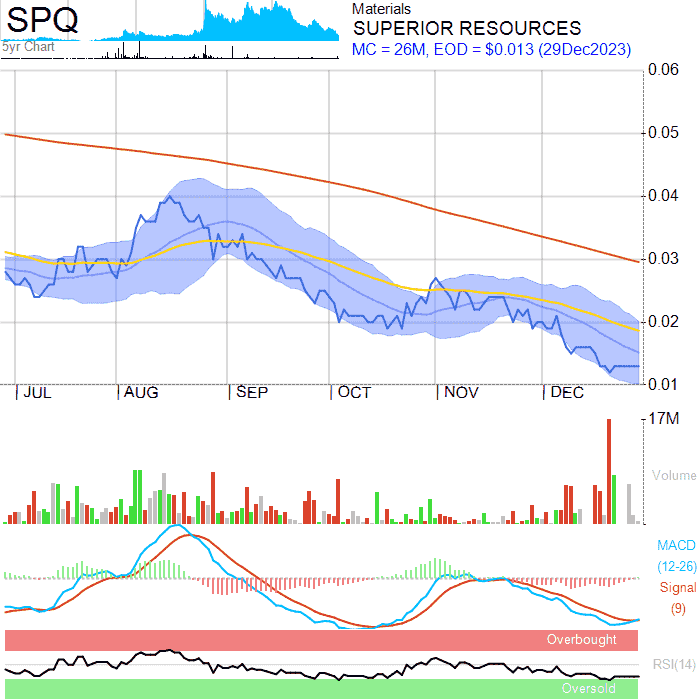 SPQ
5yr Chart
Materials
SUPERIOR RESOURCES
MC = 26M, EOD = $0.013 (29Dec2023)
0.06
0.05
0.04
0.03
0.02
0.01
JUL AUG SEP OCT NOV DEC
17M
Volume
MACD
(12-26)
Signal
(9)
Overbought
RSI(14)
Oversold